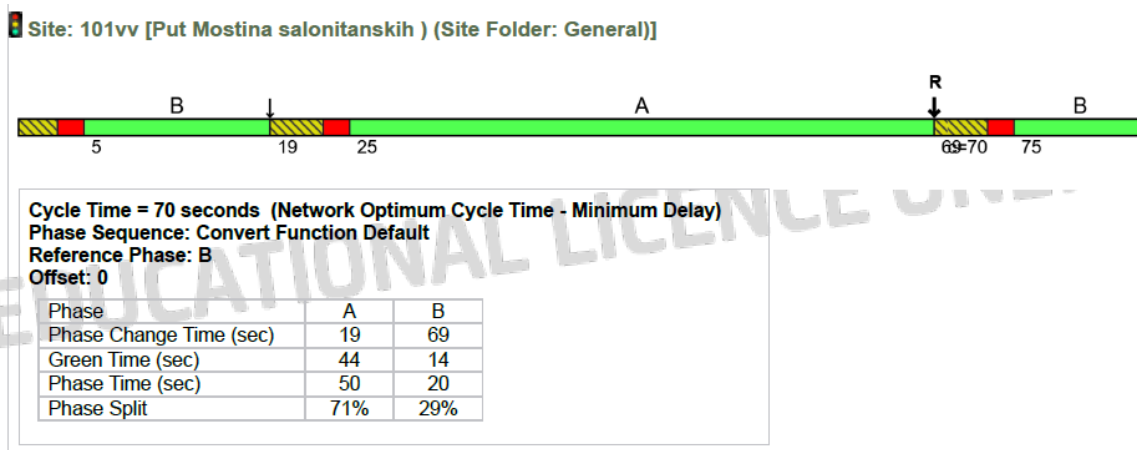 Site: 101vv [Put Mostina salonitanskih ) (Site Folder: General)]
R
B A B
5 19 25 69 c=70 75
Cycle Time = 70 seconds (Network Optimum Cycle Time - Minimum Delay)
Phase Sequence: Convert Function Default
Reference Phase: B
Offset: 0
Phase A B
Phase Change Time (sec) 19 69
Green Time (sec) 44 14
Phase Time (sec) 50 20
Phase Split 71% 29%
EDUCATIONAL LICENCE ONLY